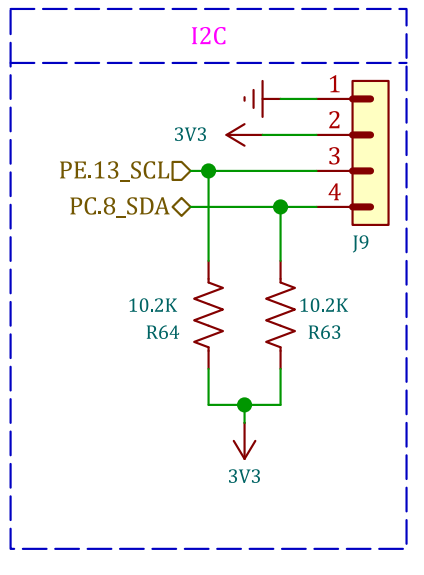 I2C
1
3V3
2
PE.13_SCL
3
PC.8_SDA
4
J9
10.2K
10.2K
R64
R63
3V3